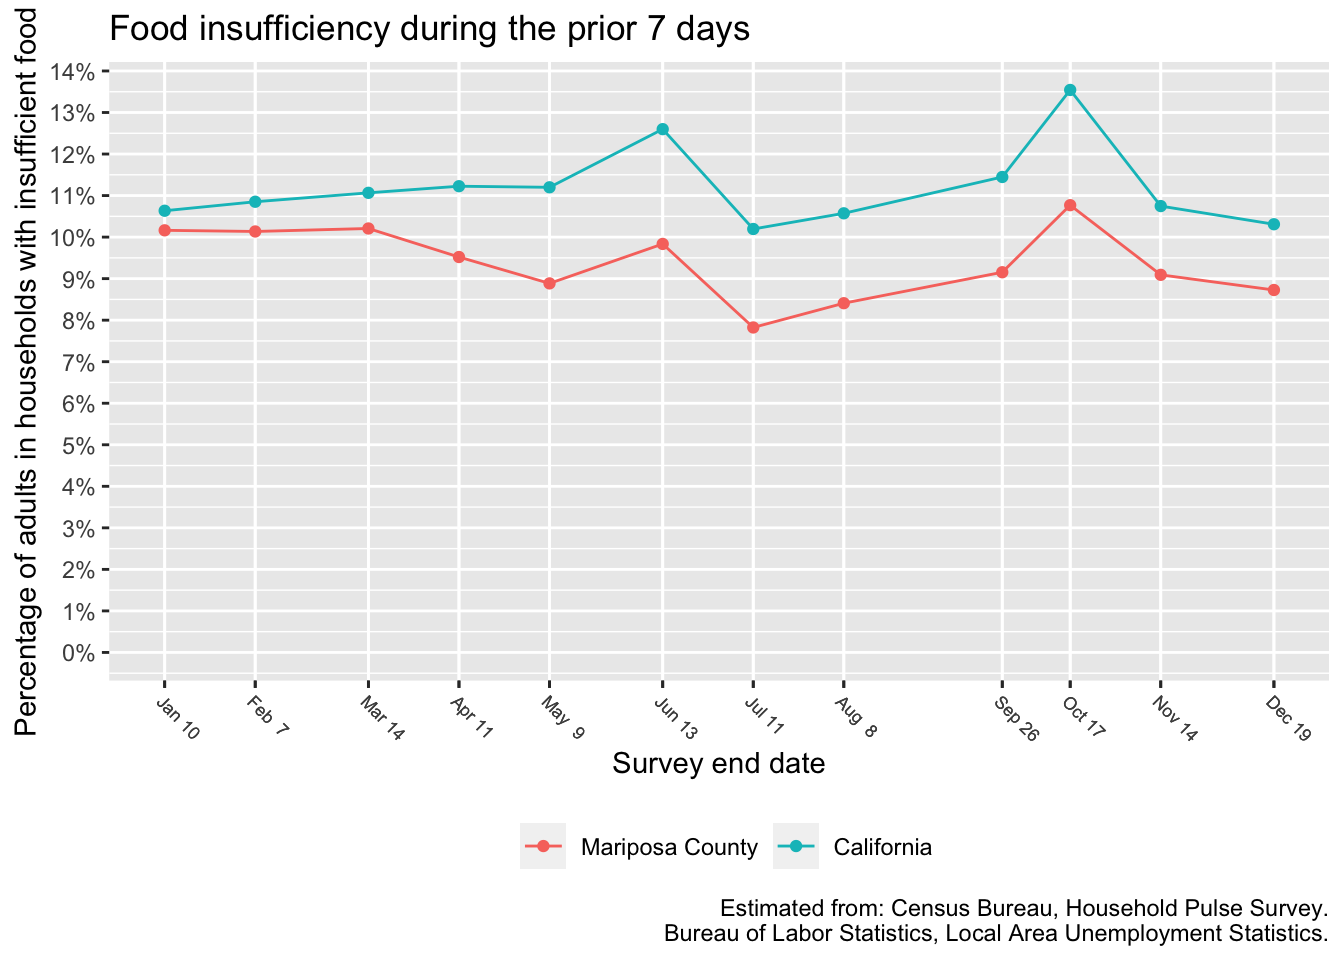 Food insufficiency during the prior 7 days
Percentage of adults in households with insufficient food
14%
13%
12%
11%
10%
9%
8%
7%
6%
5%
4%
3%
2%
1%
0%
Jan 10
Feb 7
Mar 14
Apr 11
May 9
Jun 13
Jul 11
Aug 8
Sep 26
Oct 17
Nov 14
Dec 19
Survey end date
Mariposa County
California
Estimated from: Census Bureau, Household Pulse Survey.
Bureau of Labor Statistics, Local Area Unemployment Statistics.